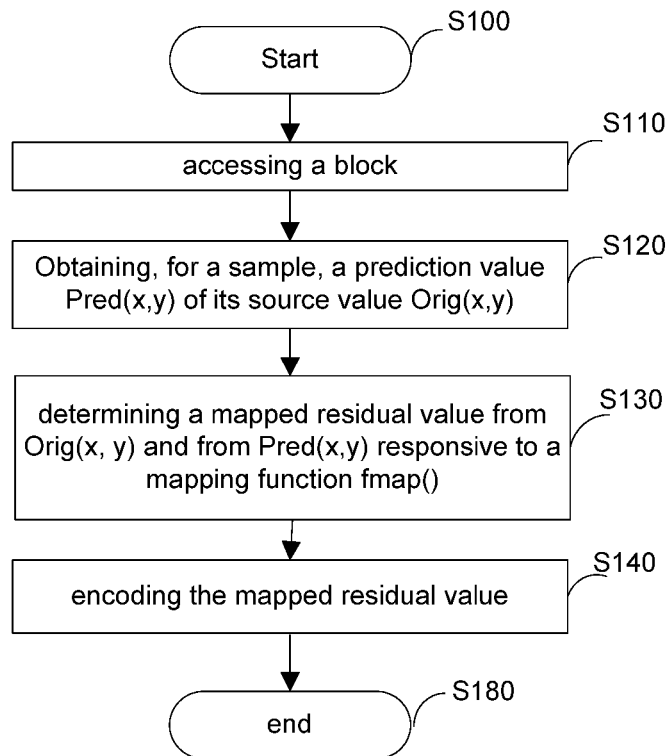 S100
Start
S110
accessing a block
S120
Obtaining, for a sample, a prediction value
Pred(x,y) of its source value Orig(x,y)
S130
determining a mapped residual value from
Orig(x, y) and from Pred(x,y) responsive to a
mapping function fmap()
S140
encoding the mapped residual value
S180
end